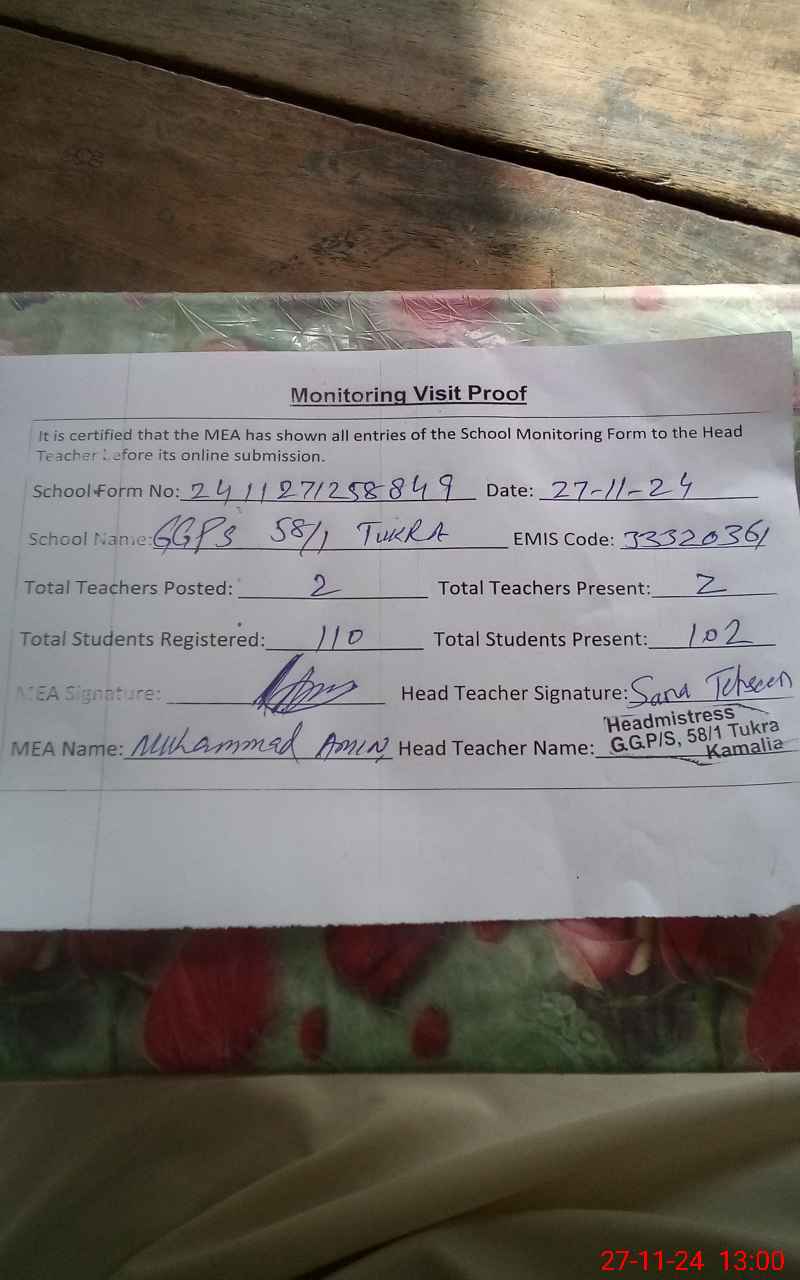 Monitoring Visit Proof
It is certified that the MEA has shown all entries of the School Monitoring Form to the Head
Teacher before its online submission.
School Form No: 2411271258849 Date: 27-11-24
School Name: GGPS 58/1 TUKRA EMIS Code: 33320361
Total Teachers Posted: 2 Total Teachers Present: 2
Total Students Registered: 110 Total Students Present: 102
MEA Signature: Head Teacher Signature: Sana Tehseen
MEA Name: Muhammad AMIN Head Teacher Name: Headmistress
G.G.P/S, 58/1 Tukra
Kamalia
27-11-24 13:00